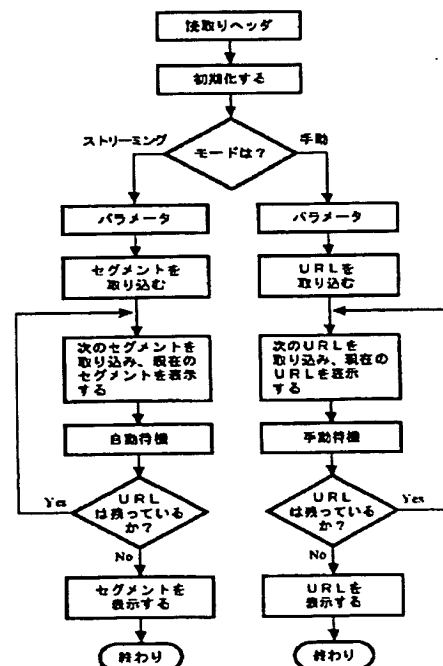 読取りヘッダ
初期化する
ストリーミング
モードは?
手動
パラメータ
セグメントを
取り込む
次のセグメントを
取り込み、現在の
セグメントを表示
する
自動待機
Yes
URL
は残っている
か?
No
セグメントを
表示する
終わり
パラメータ
URLを
取り込む
次のURLを
取り込み、現在の
URLを表示
する
手動待機
URL
は残っている
か?
Yes
No
URLを
表示する
終わり